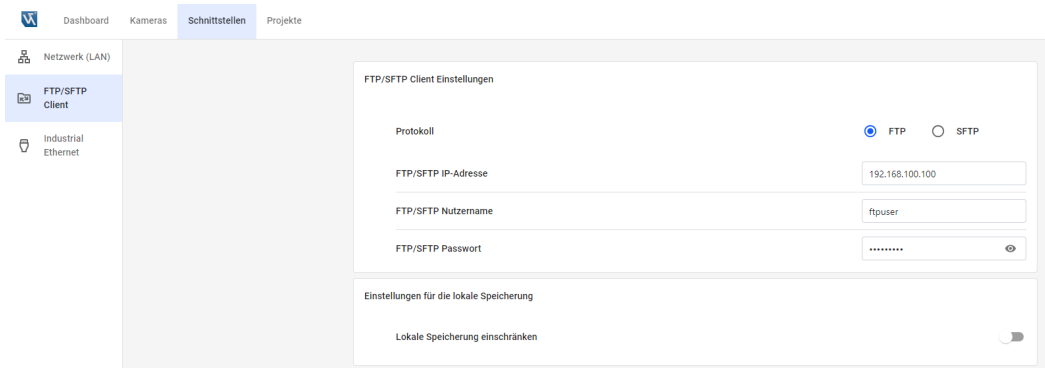 Dashboard Kameras Schnittstellen Projekte
Netzwerk (LAN)
FTP/SFTP
Client
Industrial
Ethernet
FTP/SFTP Client Einstellungen
Protokoll FTP SFTP
FTP/SFTP IP-Adresse 192.168.100.100
FTP/SFTP Nutzername ftpuser
FTP/SFTP Passwort •••••••••
Einstellungen für die lokale Speicherung
Lokale Speicherung einschränken